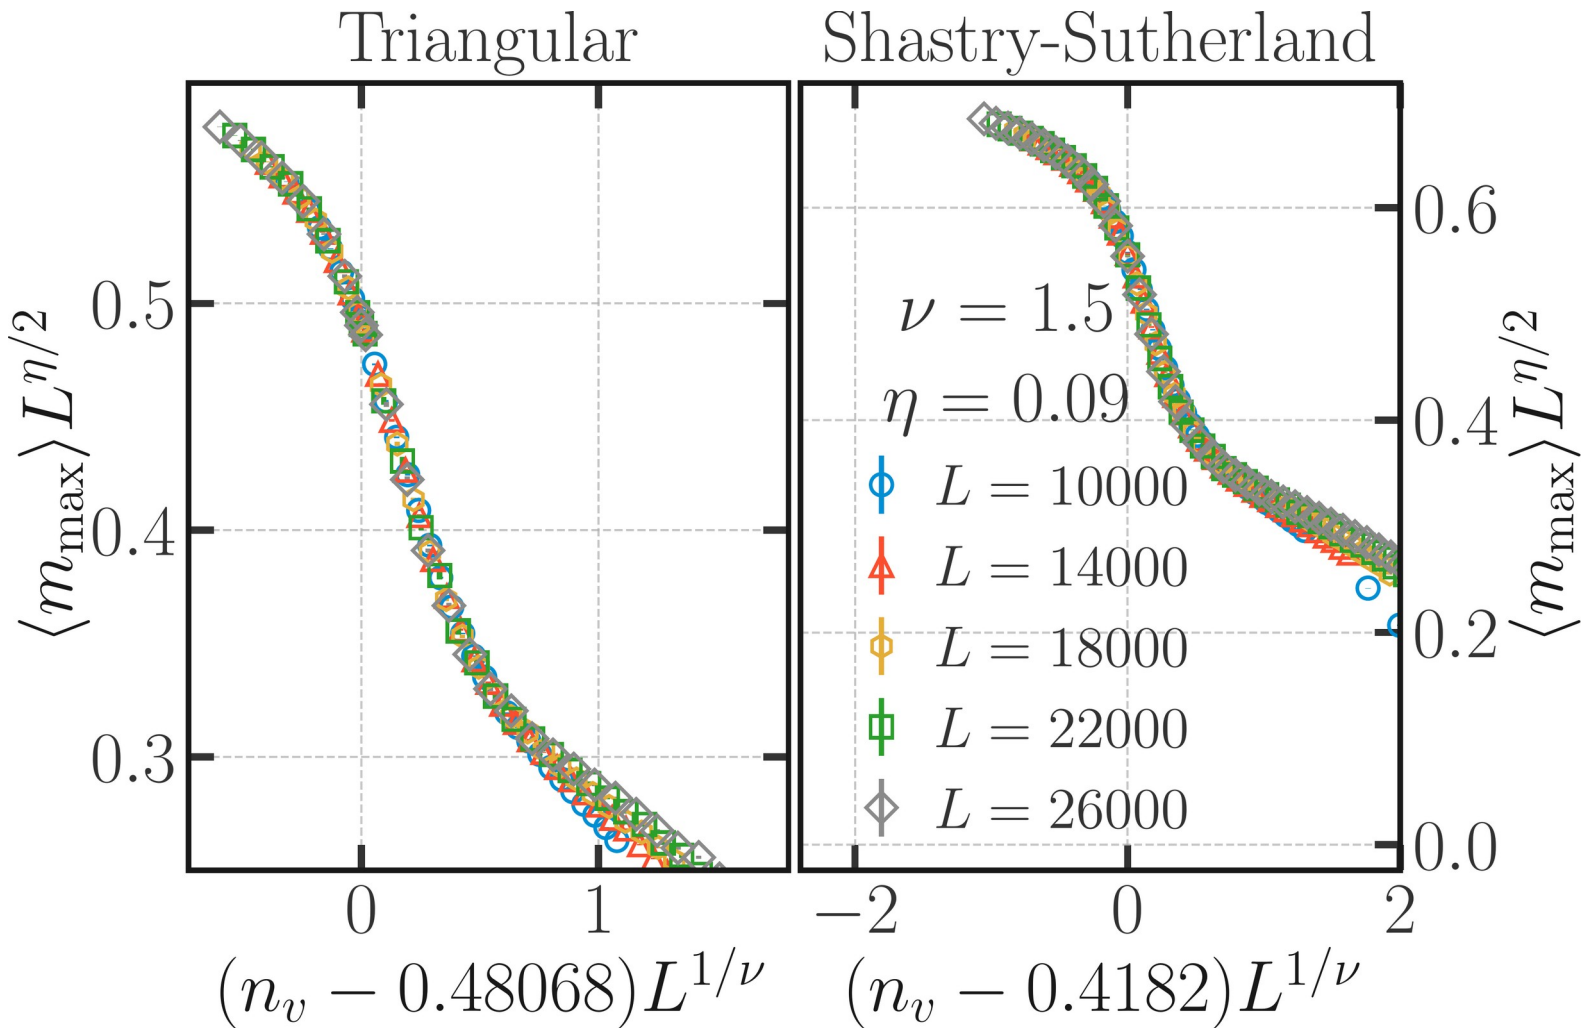 Triangular
Shastry-Sutherland
⟨m_max⟩L^{η/2}
0.5
0.4
0.3
0
1
(n_v − 0.48068)L^{1/ν}
ν = 1.5
η = 0.09
L = 10000
L = 14000
L = 18000
L = 22000
L = 26000
0.6
0.4
0.2
0.0
−2
0
2
(n_v − 0.4182)L^{1/ν}
⟨m_max⟩L^{η/2}